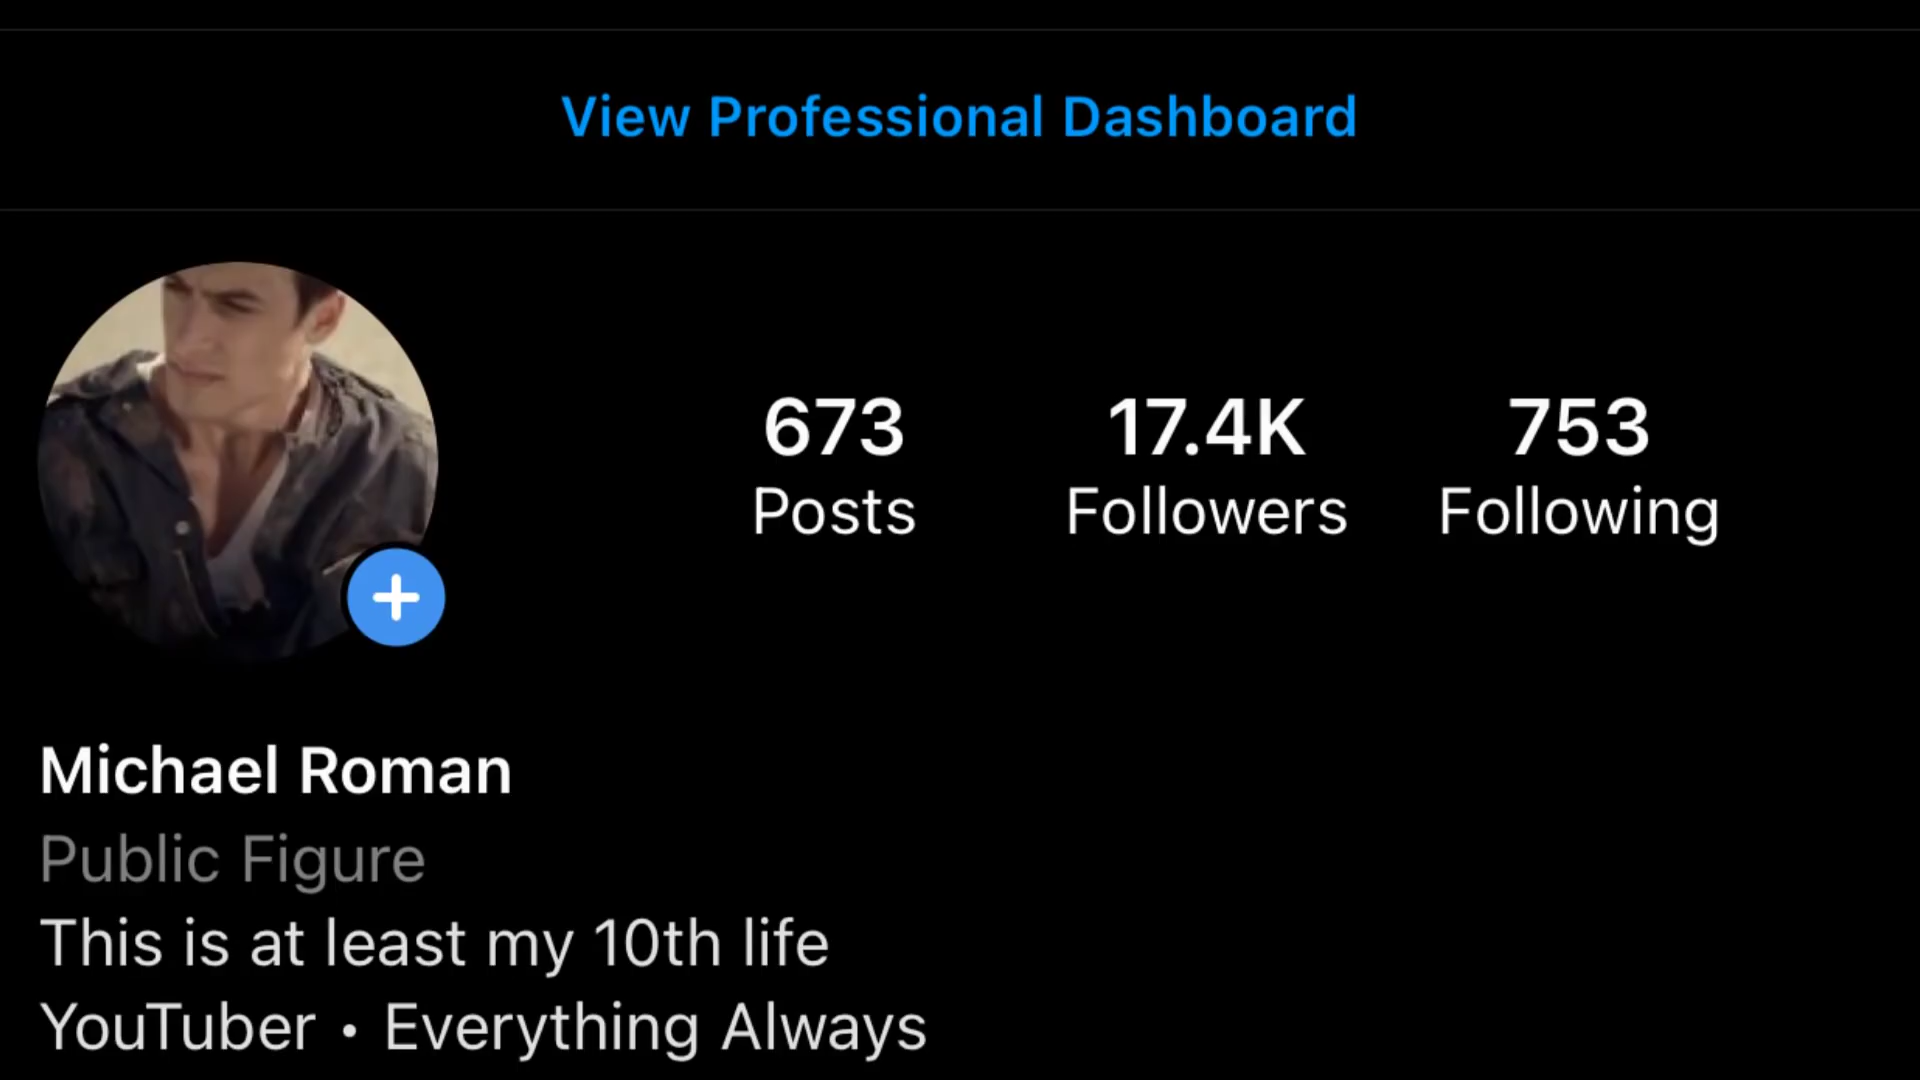 View Professional Dashboard
673 17.4K 753
Posts Followers Following
Michael Roman
Public Figure
This is at least my 10th life
YouTuber • Everything Always